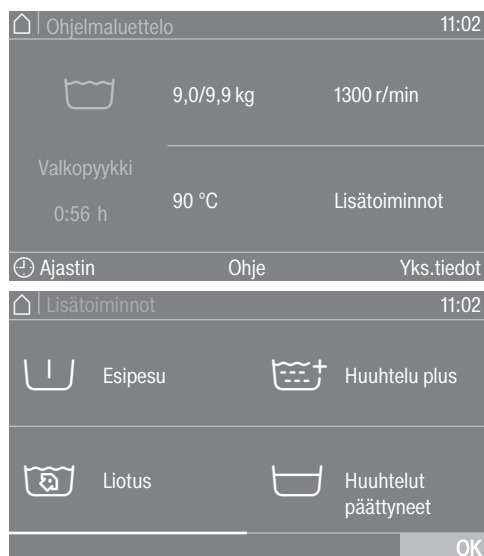 Ohjelmaluettelo 11:02
9,0/9,9 kg 1300 r/min
Valkopyykki
0:56 h
90 °C Lisätoiminnot
Ajastin Ohje Yks.tiedot
Lisätoiminnot 11:02
Esipesu Huuhtelu plus
Liotus Huuhtelut
päättyneet
OK